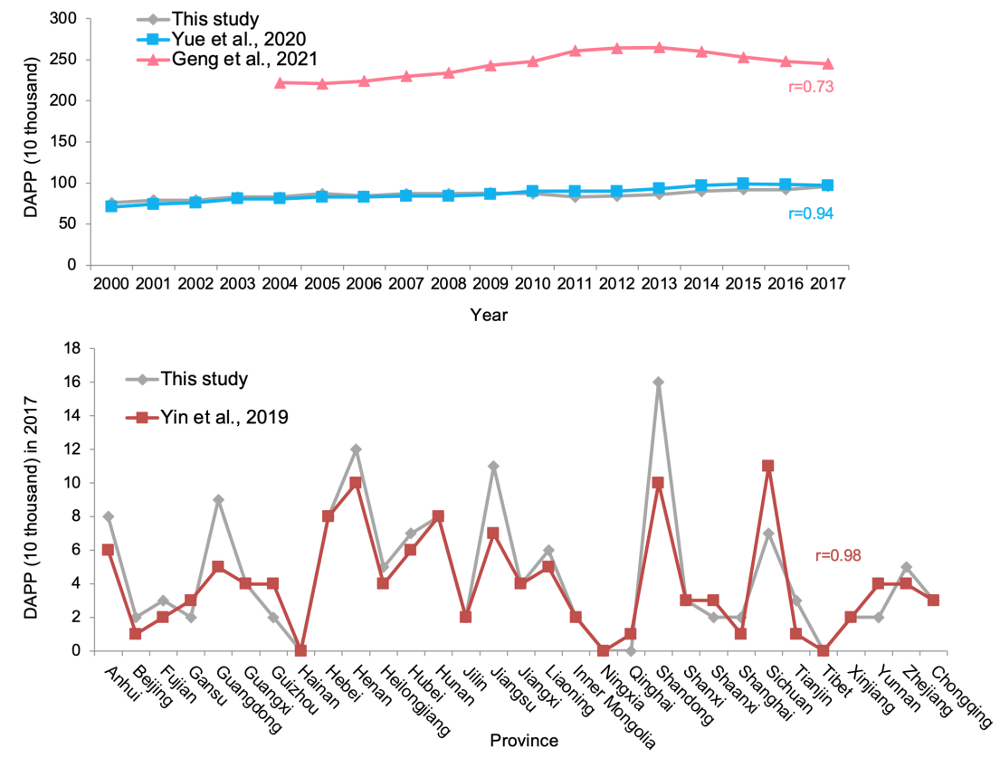 300
250
200
150
100
50
0
DAPP (10 thousand)
This study
Yue et al., 2020
Geng et al., 2021
r=0.73
r=0.94
2000 2001 2002 2003 2004 2005 2006 2007 2008 2009 2010 2011 2012 2013 2014 2015 2016 2017
Year
18
16
14
12
10
8
6
4
2
0
DAPP (10 thousand) in 2017
This study
Yin et al., 2019
r=0.98
Anhui
Beijing
Fujian
Gansu
Guangdong
Guangxi
Guizhou
Hainan
Hebei
Henan
Heilongjiang
Hubei
Hunan
Jilin
Jiangsu
Jiangxi
Liaoning
Inner Mongolia
Ningxia
Qinghai
Shandong
Shanxi
Shaanxi
Shanghai
Sichuan
Tianjin
Tibet
Xinjiang
Yunnan
Zhejiang
Chongqing
Province